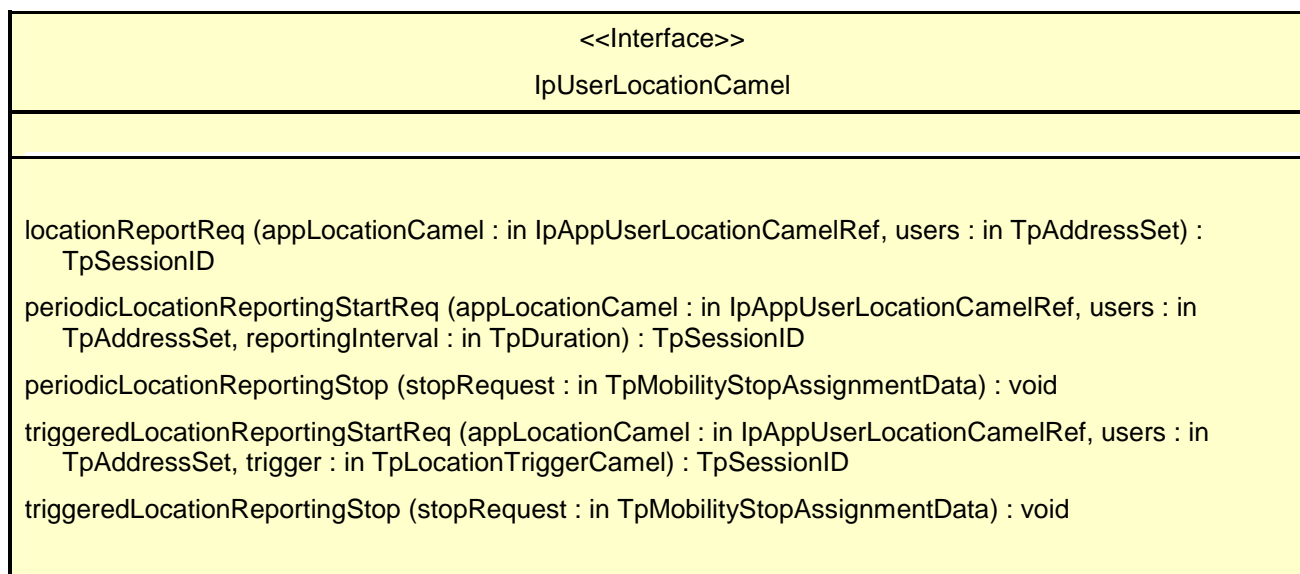 <<Interface>>
IpUserLocationCamel
locationReportReq (appLocationCamel : in IpAppUserLocationCamelRef, users : in TpAddressSet) :
TpSessionID
periodicLocationReportingStartReq (appLocationCamel : in IpAppUserLocationCamelRef, users : in
TpAddressSet, reportingInterval : in TpDuration) : TpSessionID
periodicLocationReportingStop (stopRequest : in TpMobilityStopAssignmentData) : void
triggeredLocationReportingStartReq (appLocationCamel : in IpAppUserLocationCamelRef, users : in
TpAddressSet, trigger : in TpLocationTriggerCamel) : TpSessionID
triggeredLocationReportingStop (stopRequest : in TpMobilityStopAssignmentData) : void